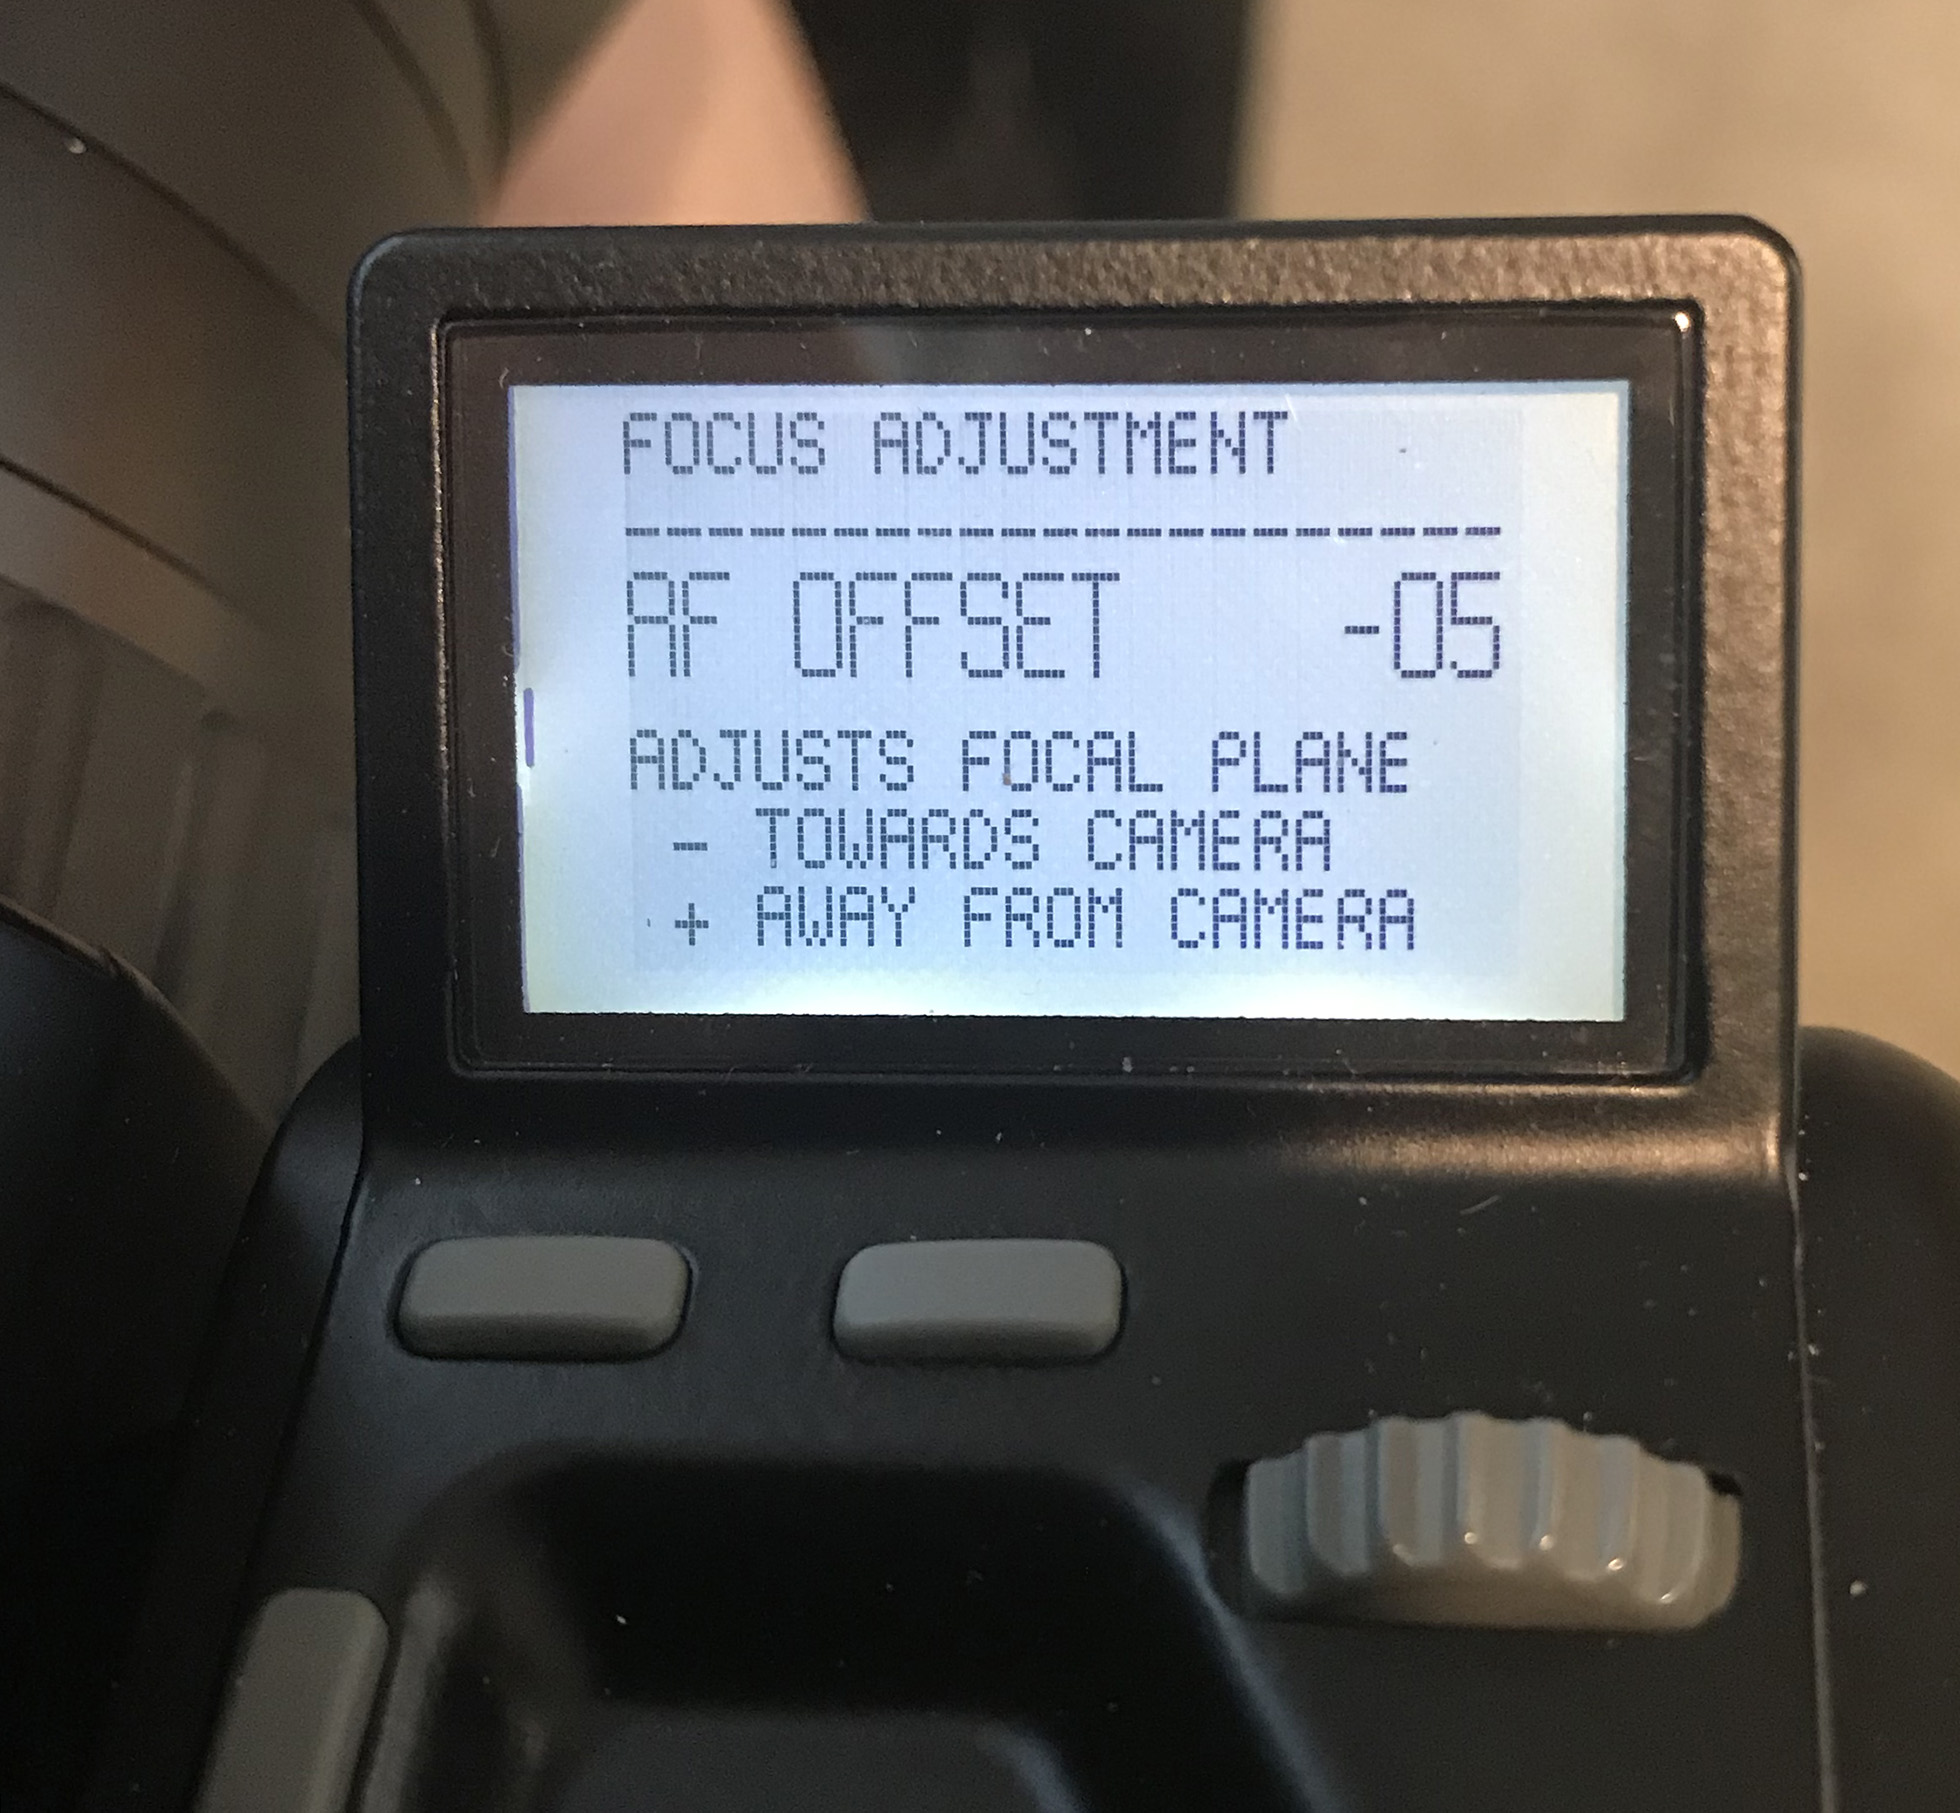 FOCUS ADJUSTMENT
---------------------
AF OFFSET -05
ADJUSTS FOCAL PLANE
- TOWARDS CAMERA
+ AWAY FROM CAMERA